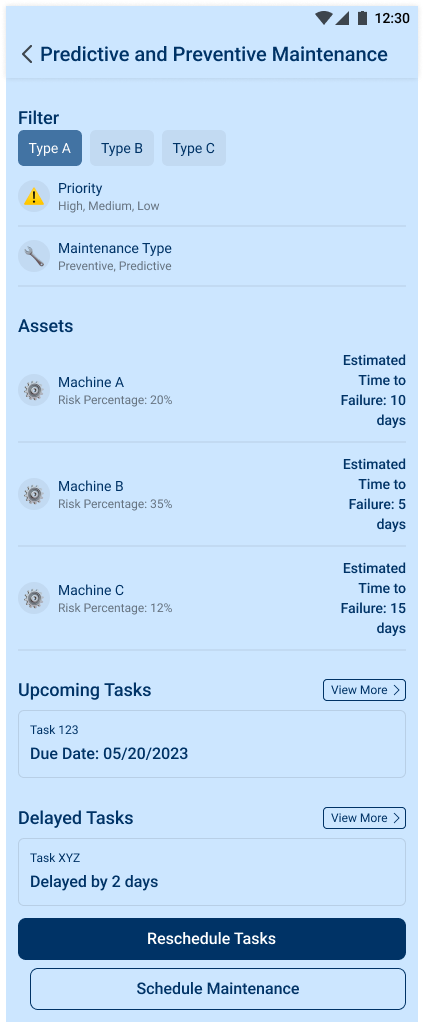 12:30
Predictive and Preventive Maintenance
Filter
Type A Type B Type C
Priority
High, Medium, Low
Maintenance Type
Preventive, Predictive
Assets
Machine A
Risk Percentage: 20%
Estimated
Time to
Failure: 10
days
Machine B
Risk Percentage: 35%
Estimated
Time to
Failure: 5
days
Machine C
Risk Percentage: 12%
Estimated
Time to
Failure: 15
days
Upcoming Tasks
View More
Task 123
Due Date: 05/20/2023
Delayed Tasks
View More
Task XYZ
Delayed by 2 days
Reschedule Tasks
Schedule Maintenance